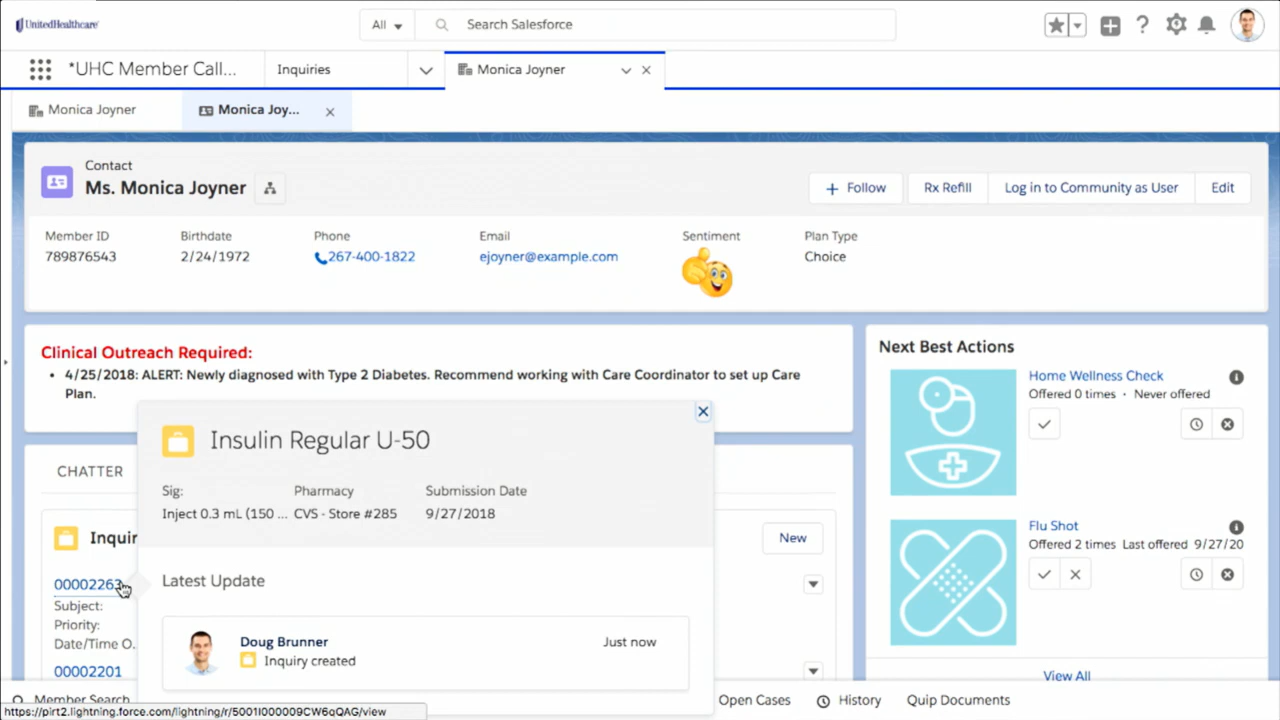 UnitedHealthcare
All
Search Salesforce
*UHC Member Call...
Inquiries
Monica Joyner
Monica Joyner
Monica Joy...
Contact
Ms. Monica Joyner
Follow
Rx Refill
Log in to Community as User
Edit
Member ID
789876543
Birthdate
2/24/1972
Phone
267-400-1822
Email
ejoyner@example.com
Sentiment
Plan Type
Choice
Clinical Outreach Required:
• 4/25/2018: ALERT: Newly diagnosed with Type 2 Diabetes. Recommend working with Care Coordinator to set up Care
Plan.
Next Best Actions
Home Wellness Check
Offered 0 times · Never offered
Flu Shot
Offered 2 times Last offered 9/27/20
View All
CHATTER
Inquir
New
00002263
Subject:
Priority:
Date/Time O.
00002201
Insulin Regular U-50
Sig:
Inject 0.3 mL (150 ...
Pharmacy
CVS - Store #285
Submission Date
9/27/2018
Latest Update
Doug Brunner
Just now
Inquiry created
Member Search
Open Cases
History
Quip Documents
https://pirt2.lightning.force.com/lightning/r/5001I000009CW6qQAG/view